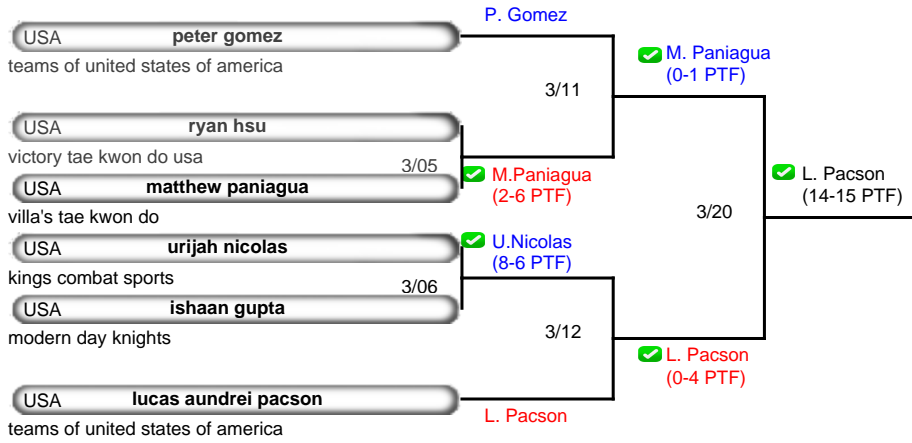 P. Gomez
USA peter gomez
teams of united states of america
M. Paniagua
(0-1 PTF)
3/11
USA ryan hsu
victory tae kwon do usa
3/05
M.Paniagua
(2-6 PTF)
USA matthew paniagua
villa's tae kwon do
L. Pacson
(14-15 PTF)
3/20
USA urijah nicolas
kings combat sports
U.Nicolas
(8-6 PTF)
3/06
USA ishaan gupta
modern day knights
3/12
L. Pacson
(0-4 PTF)
USA lucas aundrei pacson
teams of united states of america
L. Pacson